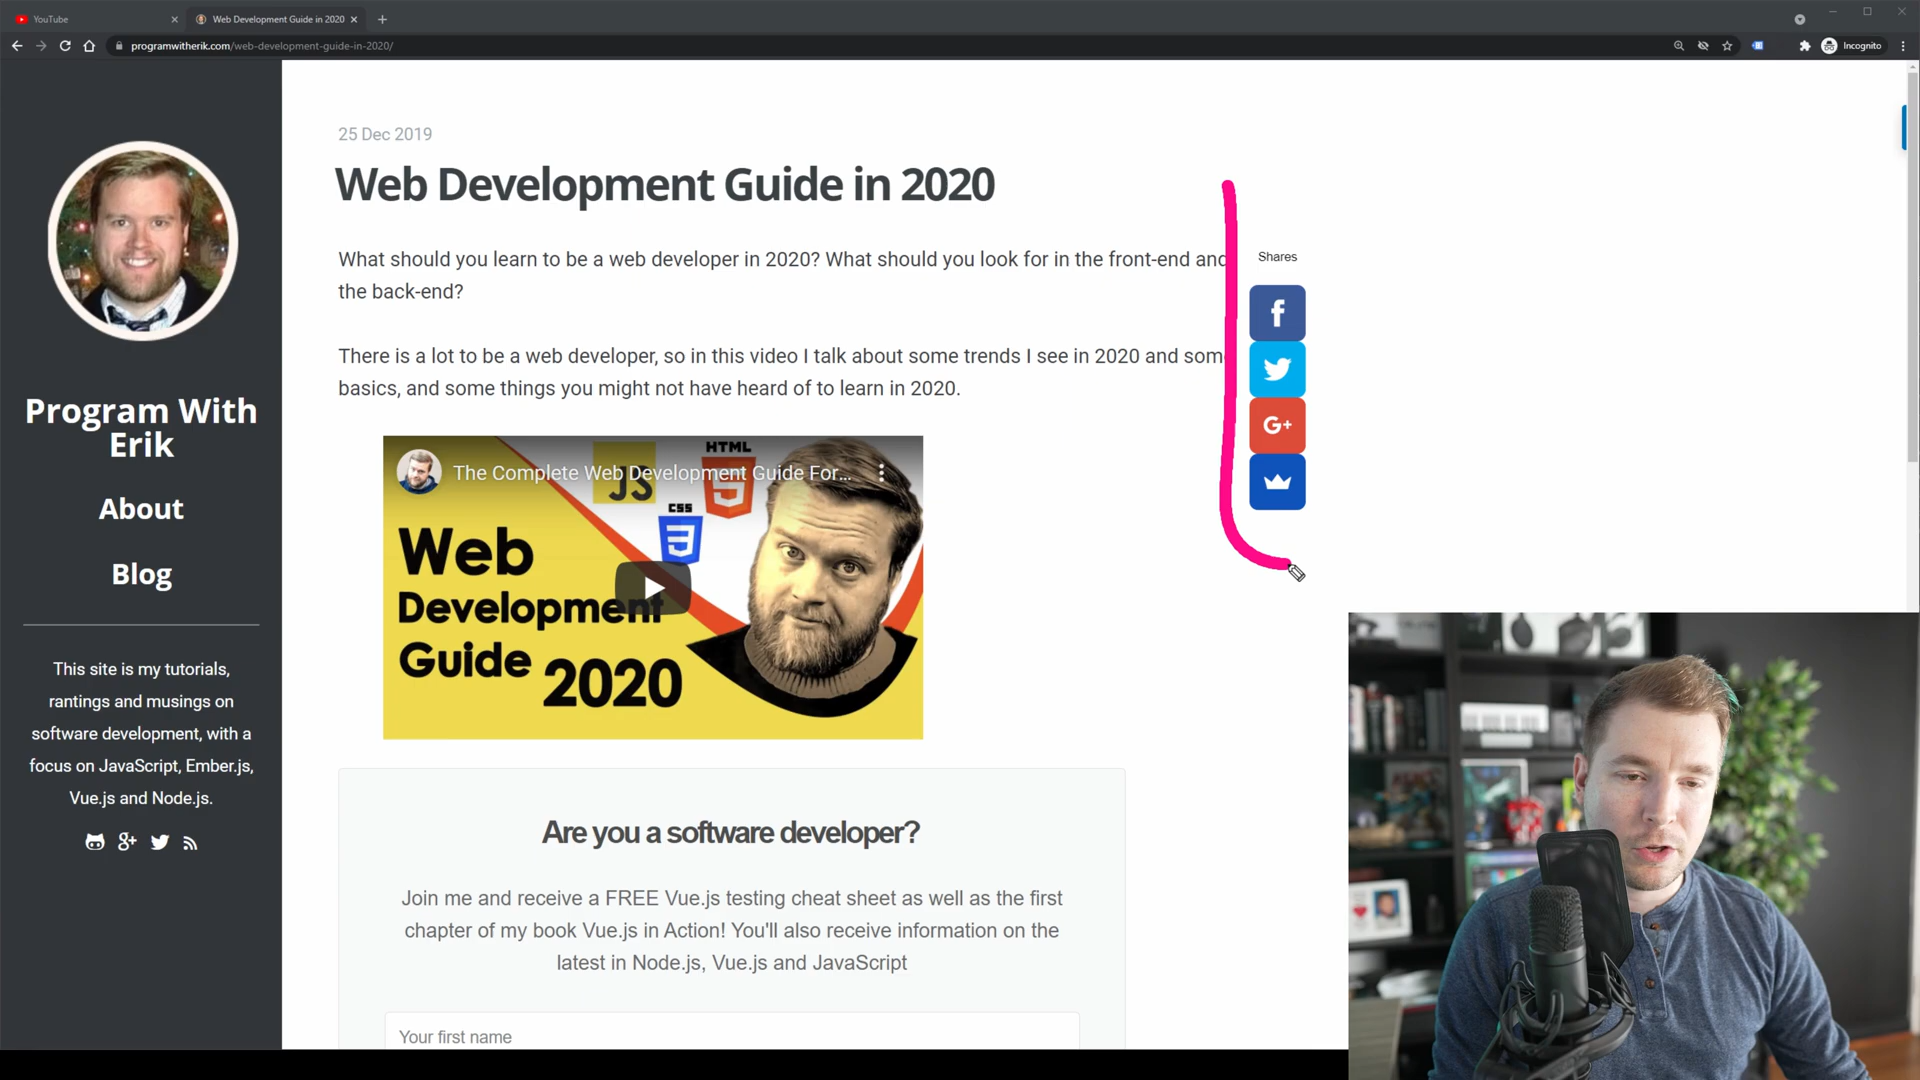 YouTube
Web Development Guide in 2020
programwitherik.com/web-development-guide-in-2020/
Incognito
25 Dec 2019
Web Development Guide in 2020
What should you learn to be a web developer in 2020? What should you look for in the front-end and
the back-end?
There is a lot to be a web developer, so in this video I talk about some trends I see in 2020 and som
basics, and some things you might not have heard of to learn in 2020.
Shares
f
G+
The Complete Web Development Guide For...
JS
HTML
5
CSS
3
Web
Development
Guide 2020
Program With
Erik
About
Blog
This site is my tutorials,
rantings and musings on
software development, with a
focus on JavaScript, Ember.js,
Vue.js and Node.js.
g+
Are you a software developer?
Join me and receive a FREE Vue.js testing cheat sheet as well as the first
chapter of my book Vue.js in Action! You'll also receive information on the
latest in Node.js, Vue.js and JavaScript
Your first name